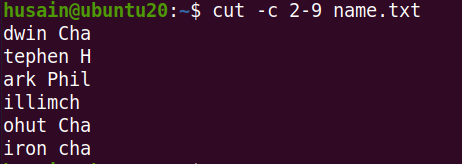 husain@ubuntu20:~$ cut -c 2-9 name.txt
dwin Cha
tephen H
ark Phil
illimch
ohut Cha
iron cha